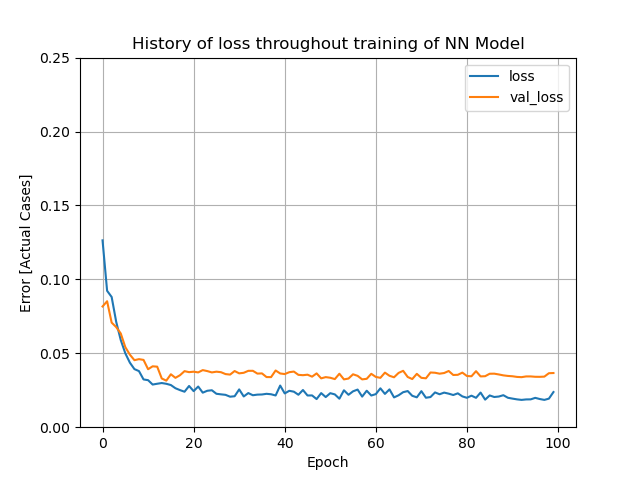 History of loss throughout training of NN Model
0.25
0.20
0.15
0.10
0.05
0.00
Error [Actual Cases]
loss
val_loss
0 20 40 60 80 100
Epoch